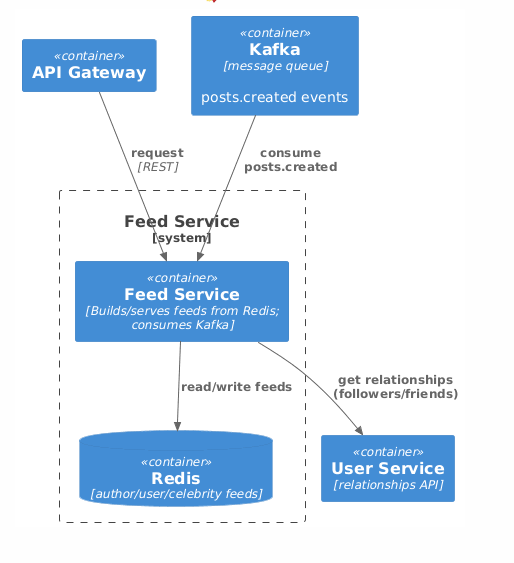 «container»
API Gateway
«container»
Kafka
[message queue]
posts.created events
request
[REST]
consume
posts.created
Feed Service
[system]
«container»
Feed Service
[Builds/serves feeds from Redis;
consumes Kafka]
read/write feeds
get relationships
(followers/friends)
«container»
Redis
[author/user/celebrity feeds]
«container»
User Service
[relationships API]